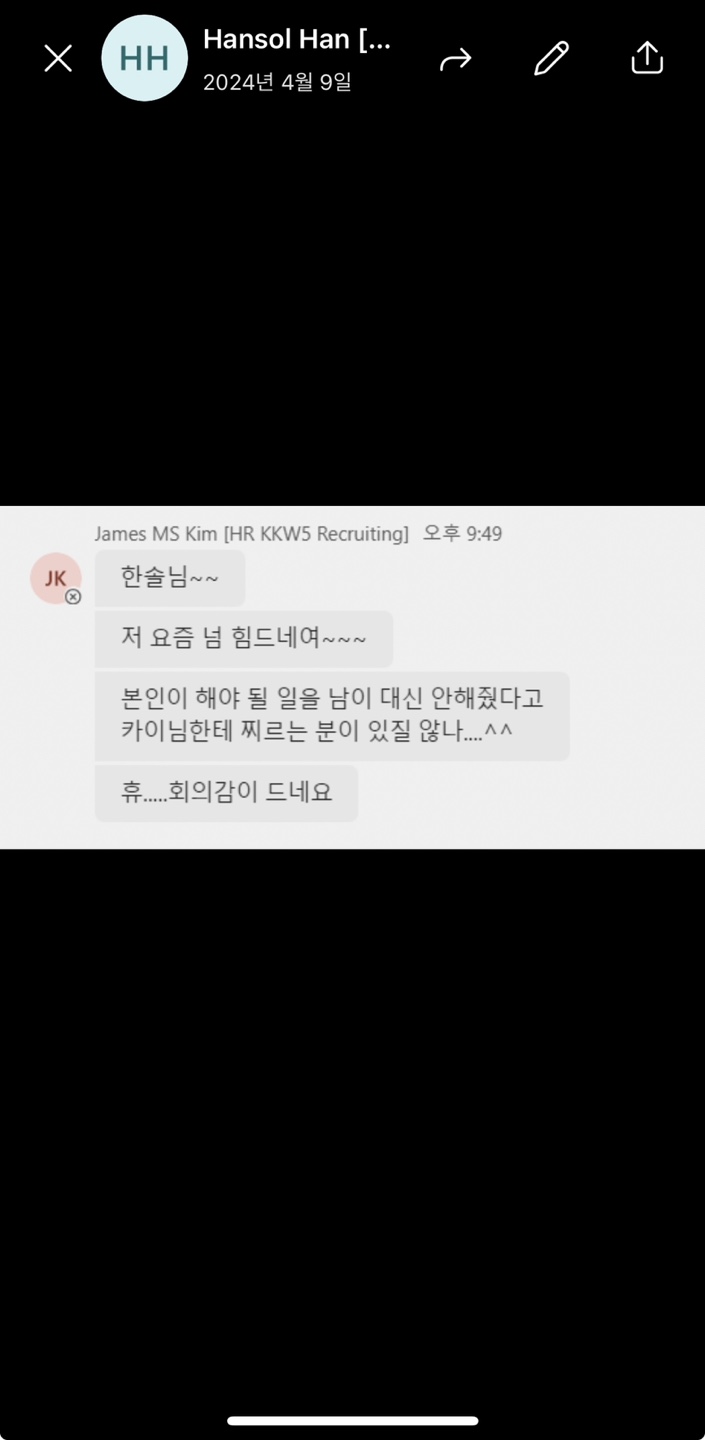 HH
Hansol Han [...
2024년 4월 9일
James MS Kim [HR KKW5 Recruiting] 오후 9:49
JK
한솔님~~
저 요즘 넘 힘드네여~~~
본인이 해야 될 일을 남이 대신 안해줬다고
카이님한테 찌르는 분이 있질 않나....^^
휴.....회의감이 드네요